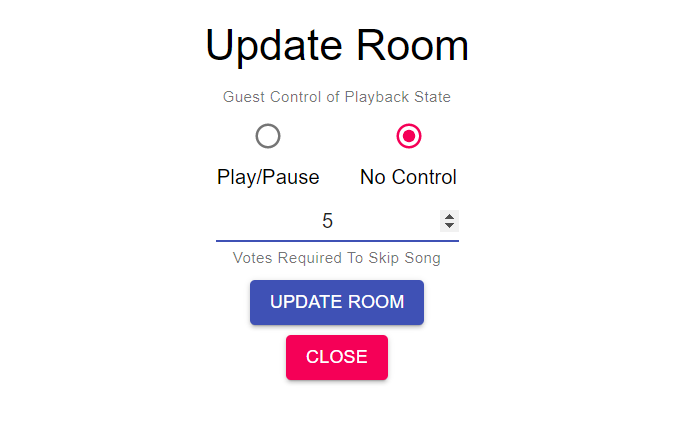 Update Room
Guest Control of Playback State
Play/Pause No Control
5
Votes Required To Skip Song
UPDATE ROOM
CLOSE